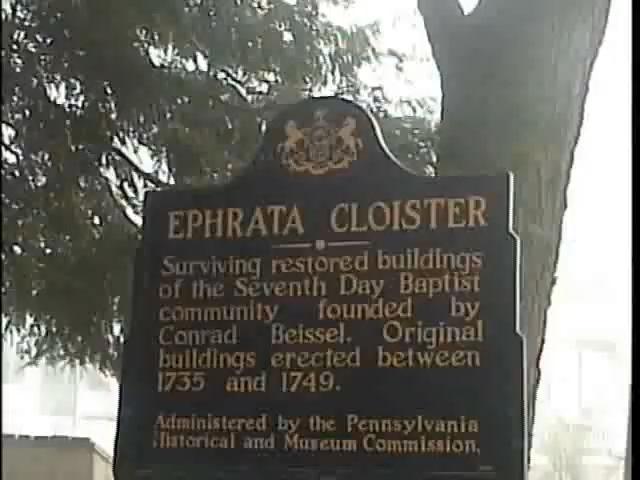 EPHRATA CLOISTER
Surviving restored buildings
of the Seventh Day Baptist
community founded by
Conrad Beissel. Original
buildings erected between
1735 and 1749.
Administered by the Pennsylvania
Historical and Museum Commission.